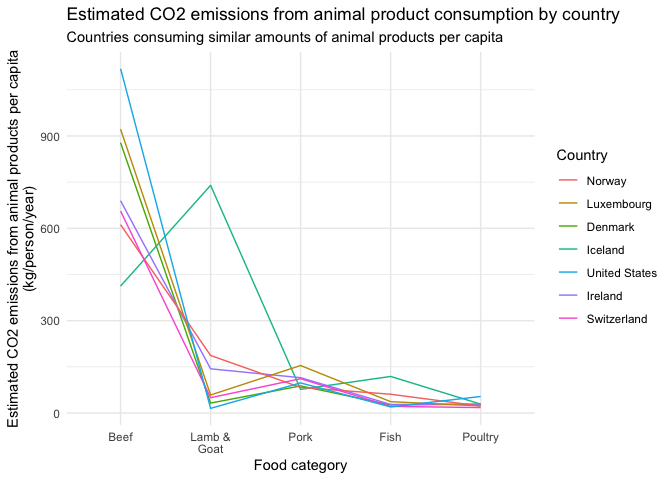 Estimated CO2 emissions from animal product consumption by country
Countries consuming similar amounts of animal products per capita
Estimated CO2 emissions from animal products per capita
(kg/person/year)
900
600
300
0
Beef
Lamb &
Goat
Pork
Fish
Poultry
Food category
Country
Norway
Luxembourg
Denmark
Iceland
United States
Ireland
Switzerland